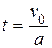 t = v₀/a